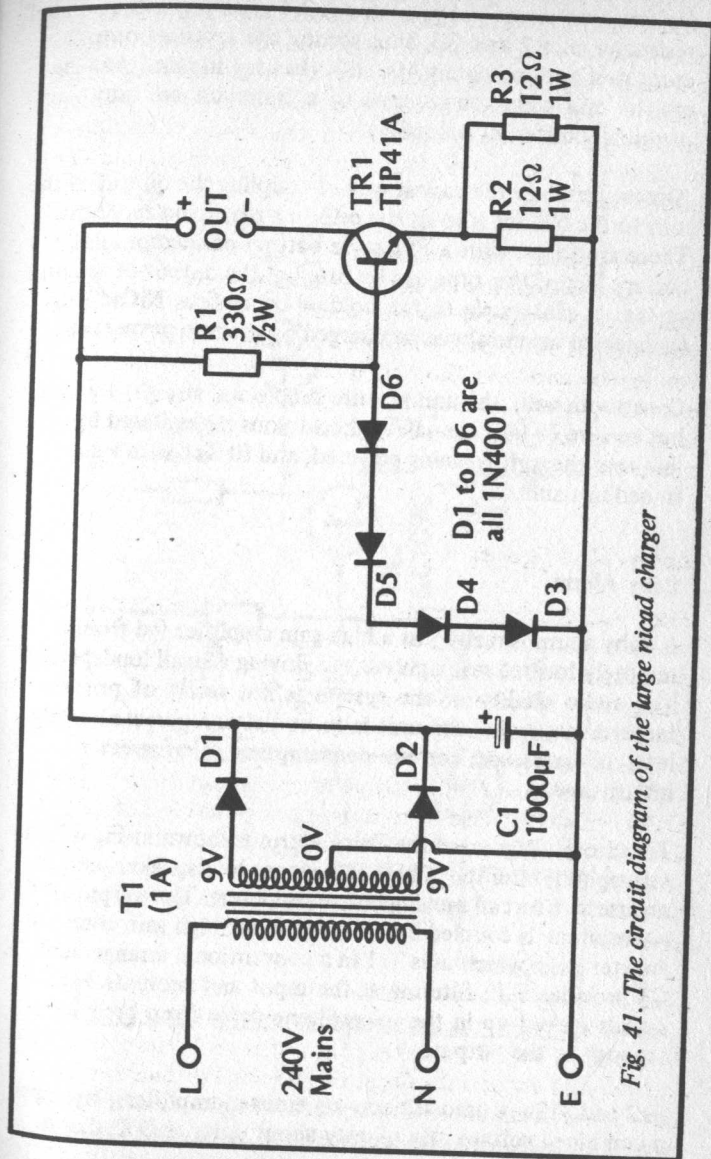 T1
(1A)
L
240V
Mains
N
E
9V
0V
9V
D1
D2
C1
1000µF
+
R1
330Ω
½W
+
OUT
−
D6
D5
D4
D3
D1 to D6 are
all 1N4001
TR1
TIP41A
R2
12Ω
1W
R3
12Ω
1W
Fig. 41. The circuit diagram of the large nicad charger